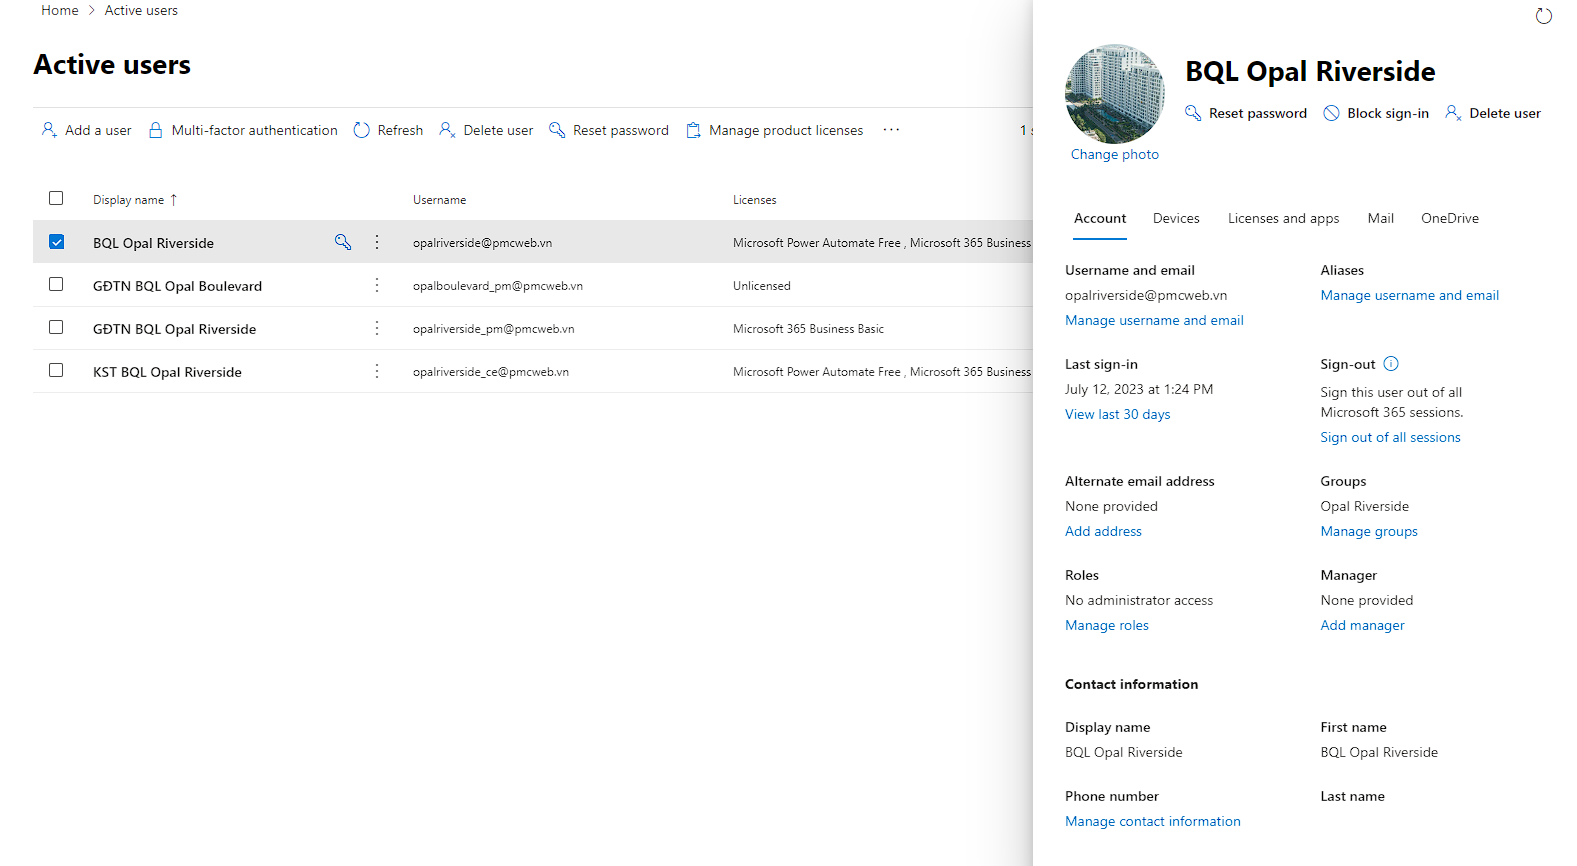 Home > Active users
Active users
Add a user Multi-factor authentication Refresh Delete user Reset password Manage product licenses ··· 1
Display name ↑ Username Licenses
BQL Opal Riverside opalriverside@pmcweb.vn Microsoft Power Automate Free , Microsoft 365 Business
GĐTN BQL Opal Boulevard opalboulevard_pm@pmcweb.vn Unlicensed
GĐTN BQL Opal Riverside opalriverside_pm@pmcweb.vn Microsoft 365 Business Basic
KST BQL Opal Riverside opalriverside_ce@pmcweb.vn Microsoft Power Automate Free , Microsoft 365 Business
BQL Opal Riverside
Reset password Block sign-in Delete user
Change photo
Account Devices Licenses and apps Mail OneDrive
Username and email
opalriverside@pmcweb.vn
Manage username and email
Aliases
Manage username and email
Last sign-in
July 12, 2023 at 1:24 PM
View last 30 days
Sign-out
Sign this user out of all
Microsoft 365 sessions.
Sign out of all sessions
Alternate email address
None provided
Add address
Groups
Opal Riverside
Manage groups
Roles
No administrator access
Manage roles
Manager
None provided
Add manager
Contact information
Display name
BQL Opal Riverside
First name
BQL Opal Riverside
Phone number
Manage contact information
Last name